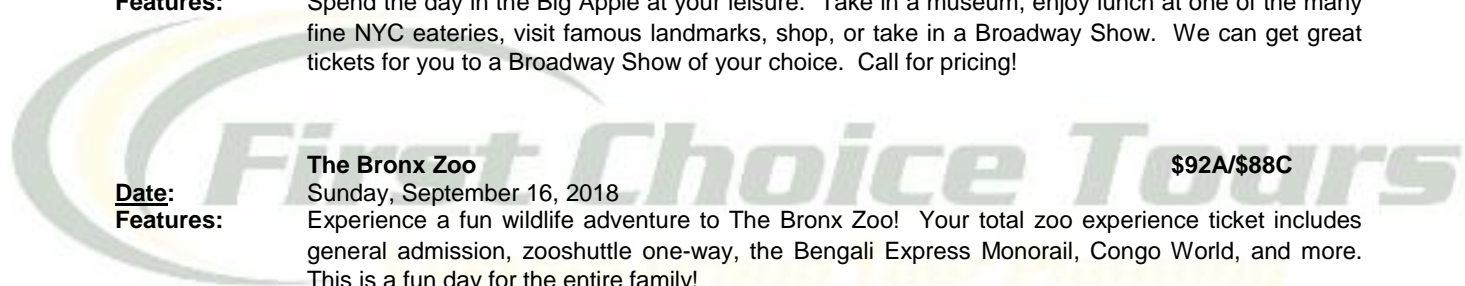 Features: Spend the day in the Big Apple at your leisure. Take in a museum, enjoy lunch at one of the many
fine NYC eateries, visit famous landmarks, shop, or take in a Broadway Show. We can get great
tickets for you to a Broadway Show of your choice. Call for pricing!
First Choice Tours
The Bronx Zoo $92A/$88C
Date: Sunday, September 16, 2018
Features: Experience a fun wildlife adventure to The Bronx Zoo! Your total zoo experience ticket includes
general admission, zooshuttle one-way, the Bengali Express Monorail, Congo World, and more.
This is a fun day for the entire family!